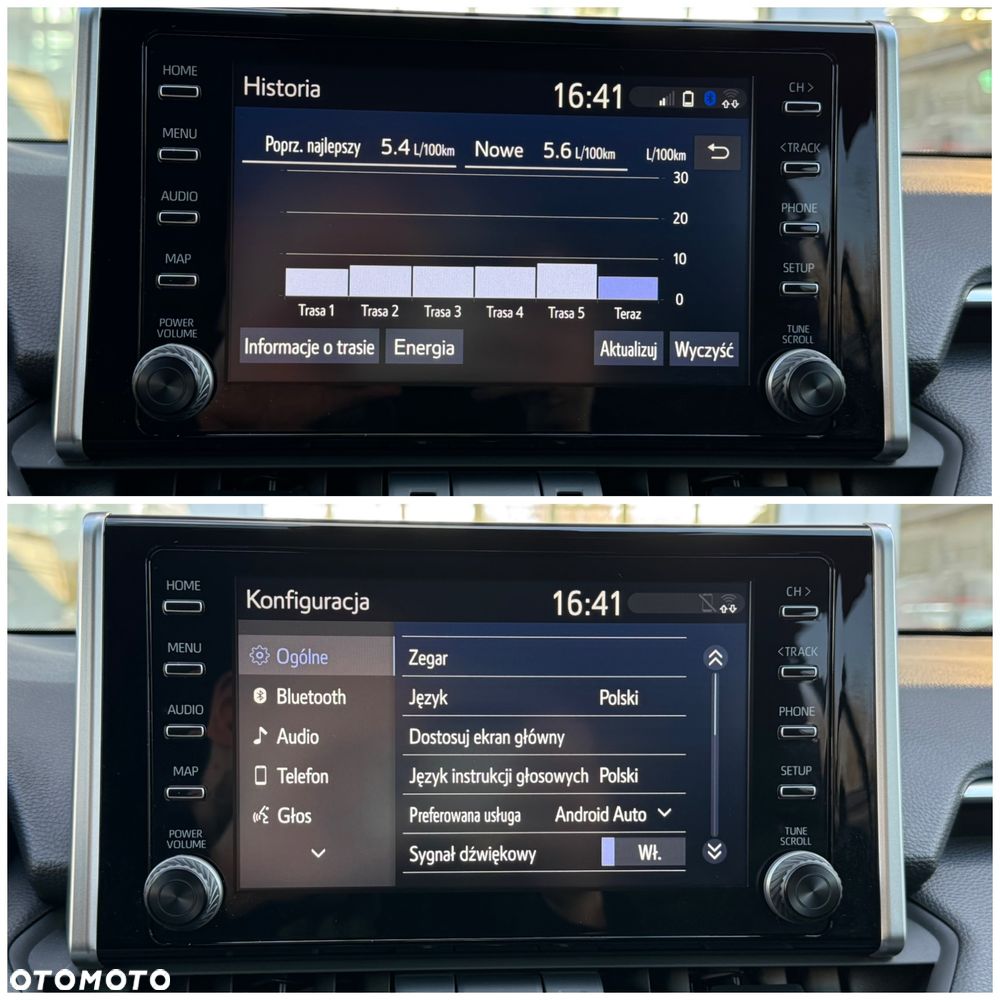 HOME
MENU
AUDIO
MAP
POWER
VOLUME
Historia
16:41
Poprz. najlepszy 5.4 L/100km Nowe 5.6 L/100km L/100km
30
20
10
0
Trasa 1 Trasa 2 Trasa 3 Trasa 4 Trasa 5 Teraz
Informacje o trasie Energia Aktualizuj Wyczyść
CH >
< TRACK
PHONE
SETUP
TUNE
SCROLL
HOME
MENU
AUDIO
MAP
POWER
VOLUME
Konfiguracja 16:41
Ogólne
Bluetooth
Audio
Telefon
Głos
Zegar
Język Polski
Dostosuj ekran główny
Język instrukcji głosowych Polski
Preferowana usługa Android Auto
Sygnał dźwiękowy Wł.
CH >
< TRACK
PHONE
SETUP
TUNE
SCROLL
OTOMOTO